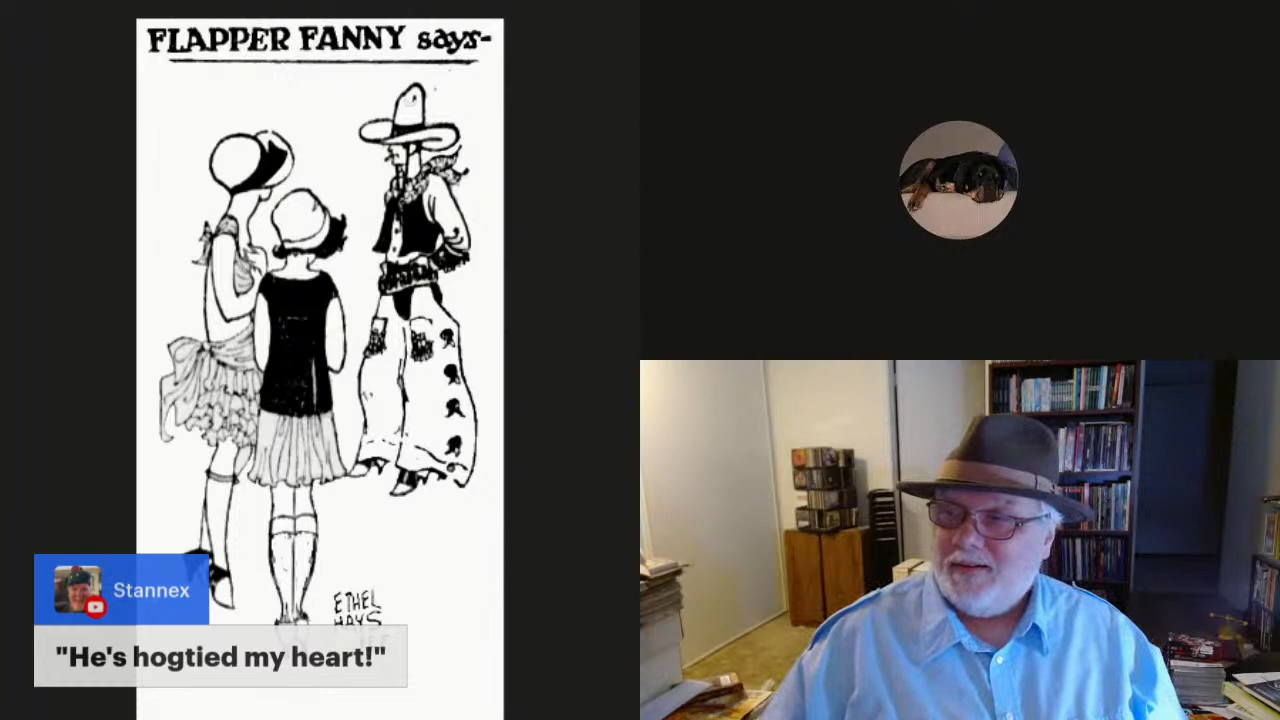 FLAPPER FANNY says-
ETHEL
HAYS
Stannex
"He's hogtied my heart!"